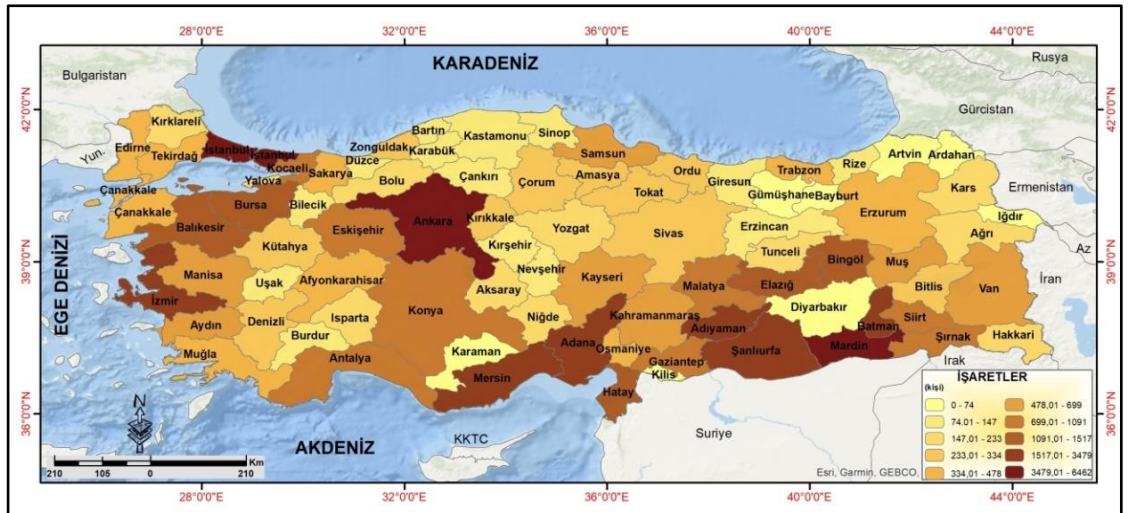 28°0'0"E 32°0'0"E 36°0'0"E 40°0'0"E 44°0'0"E
Rusya
Bulgaristan
KARADENİZ
Gürcistan
42°0'0"N 42°0'0"N
Kırklareli
Bartın Kastamonu Sinop
Edirne
Yun.
Tekirdağ
İstanbul İstanbul
Kocaeli
Zonguldak Karabük
Düzce
Samsun
Artvin Ardahan
Rize
Trabzon
Ordu
Giresun
Sakarya
Yalova
Bolu
Çankırı
Çorum
Amasya
Tokat
Gümüşhane Bayburt
Kars
Ermenistan
Çanakkale
Çanakkale
Bursa
Bilecik
Ankara
Kırıkkale
Erzurum
Iğdır
Balıkesir
Eskişehir
Yozgat
Sivas
Erzincan
Ağrı
Az
Kütahya
Kırşehir
Tunceli
39°0'0"N 39°0'0"N
EGE DENİZİ
Manisa
Uşak
Afyonkarahisar
Nevşehir
Kayseri
Malatya
Elazığ
Bingöl
Muş
Van
İran
İzmir
Aksaray
Bitlis
Konya
Diyarbakır
Aydın
Denizli
Isparta
Niğde
Kahramanmaraş
Adıyaman
Batman
Siirt
Burdur
Şırnak
Hakkari
Muğla
Antalya
Karaman
Adana
Osmaniye
Gaziantep
Şanlıurfa
Mardin
Irak
Kilis
Mersin
Hatay
İŞARETLER
(kişi)
0 - 74 478,01 - 699
74,01 - 147 699,01 - 1091
147,01 - 233 1091,01 - 1517
233,01 - 334 1517,01 - 3479
334,01 - 478 3479,01 - 6462
36°0'0"N 36°0'0"N
N
AKDENİZ
KKTC
Suriye
Km
210 105 0 210
Esri, Garmin, GEBCO,
28°0'0"E 32°0'0"E 36°0'0"E 40°0'0"E 44°0'0"E